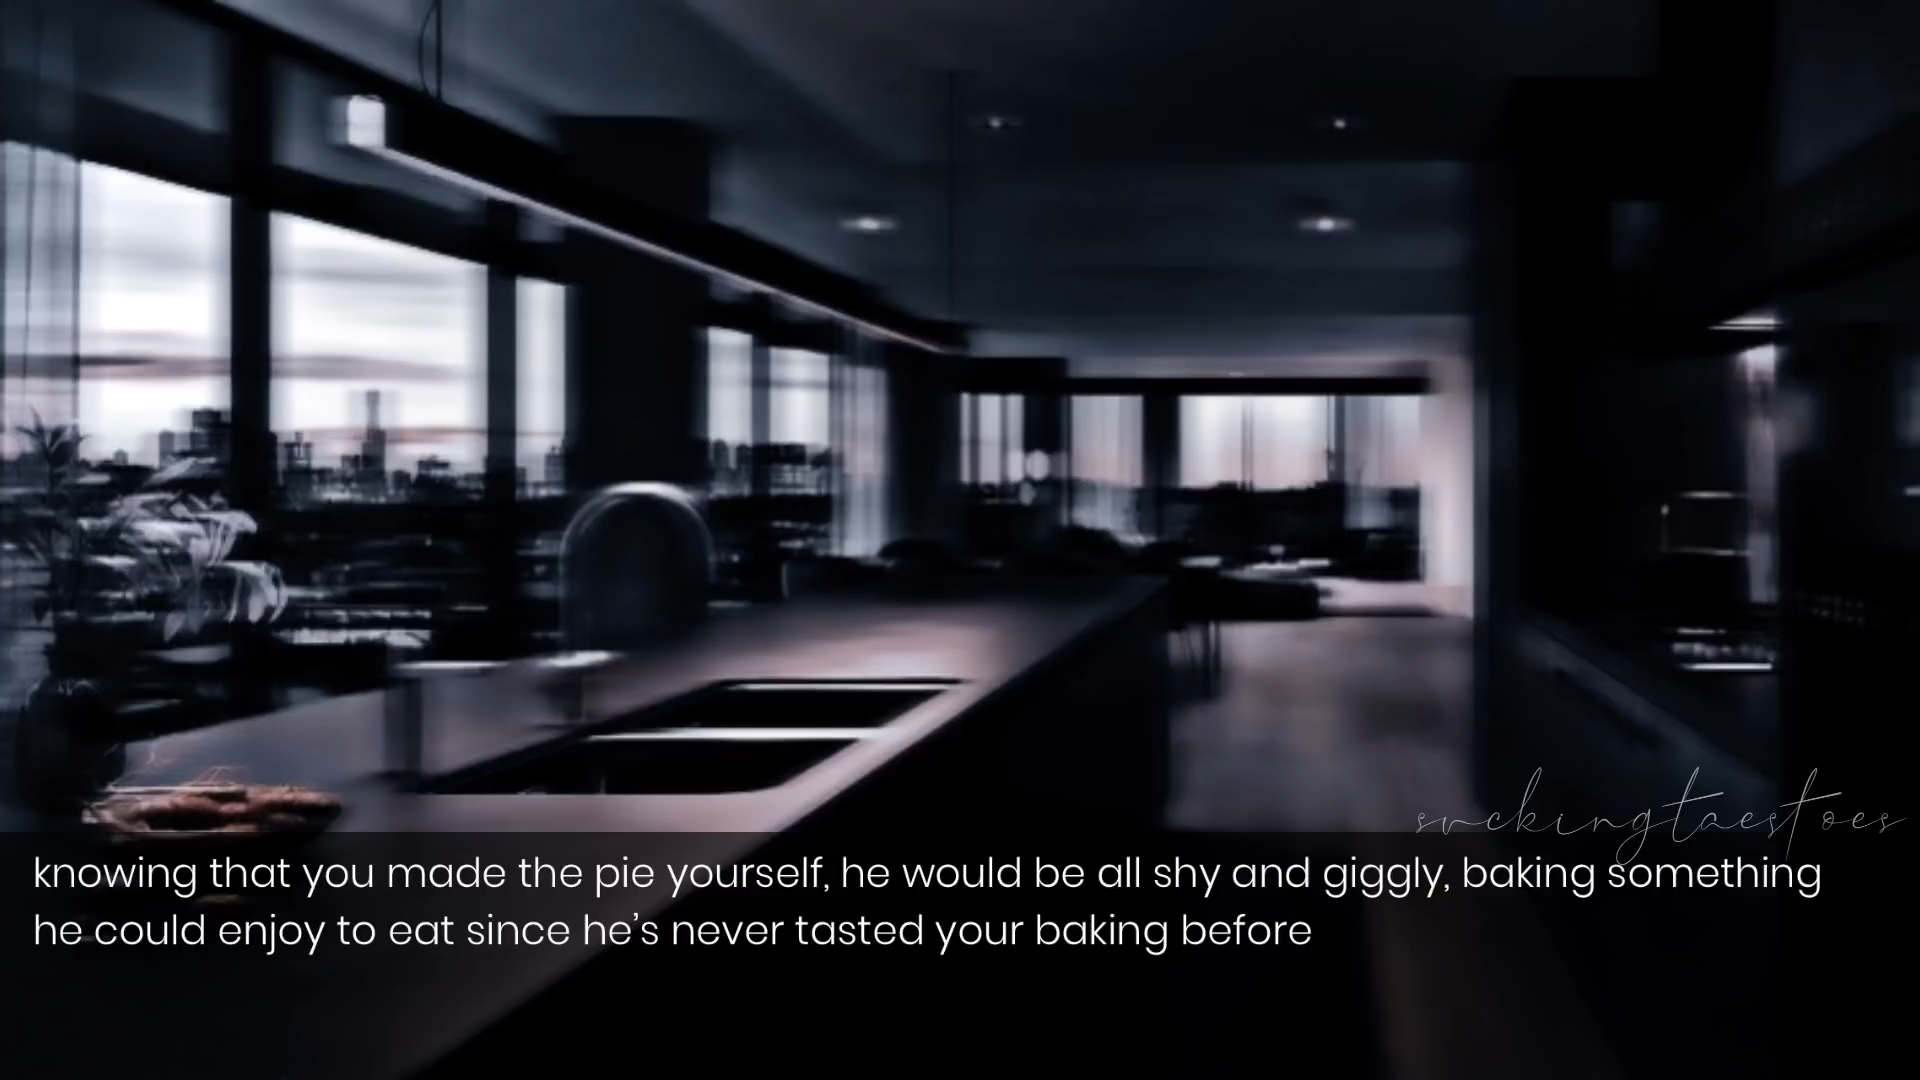 svckingtaestoes
knowing that you made the pie yourself, he would be all shy and giggly, baking something
he could enjoy to eat since he's never tasted your baking before